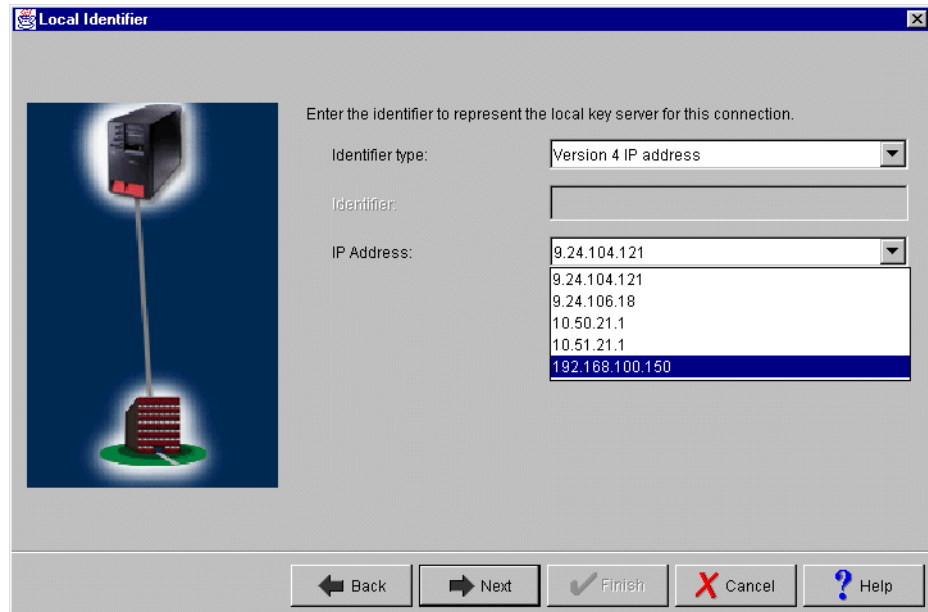 Local Identifier
Enter the identifier to represent the local key server for this connection.
Identifier type:
Version 4 IP address
Identifier:
IP Address:
9.24.104.121
9.24.104.121
9.24.106.18
10.50.21.1
10.51.21.1
192.168.100.150
Back
Next
Finish
Cancel
? Help